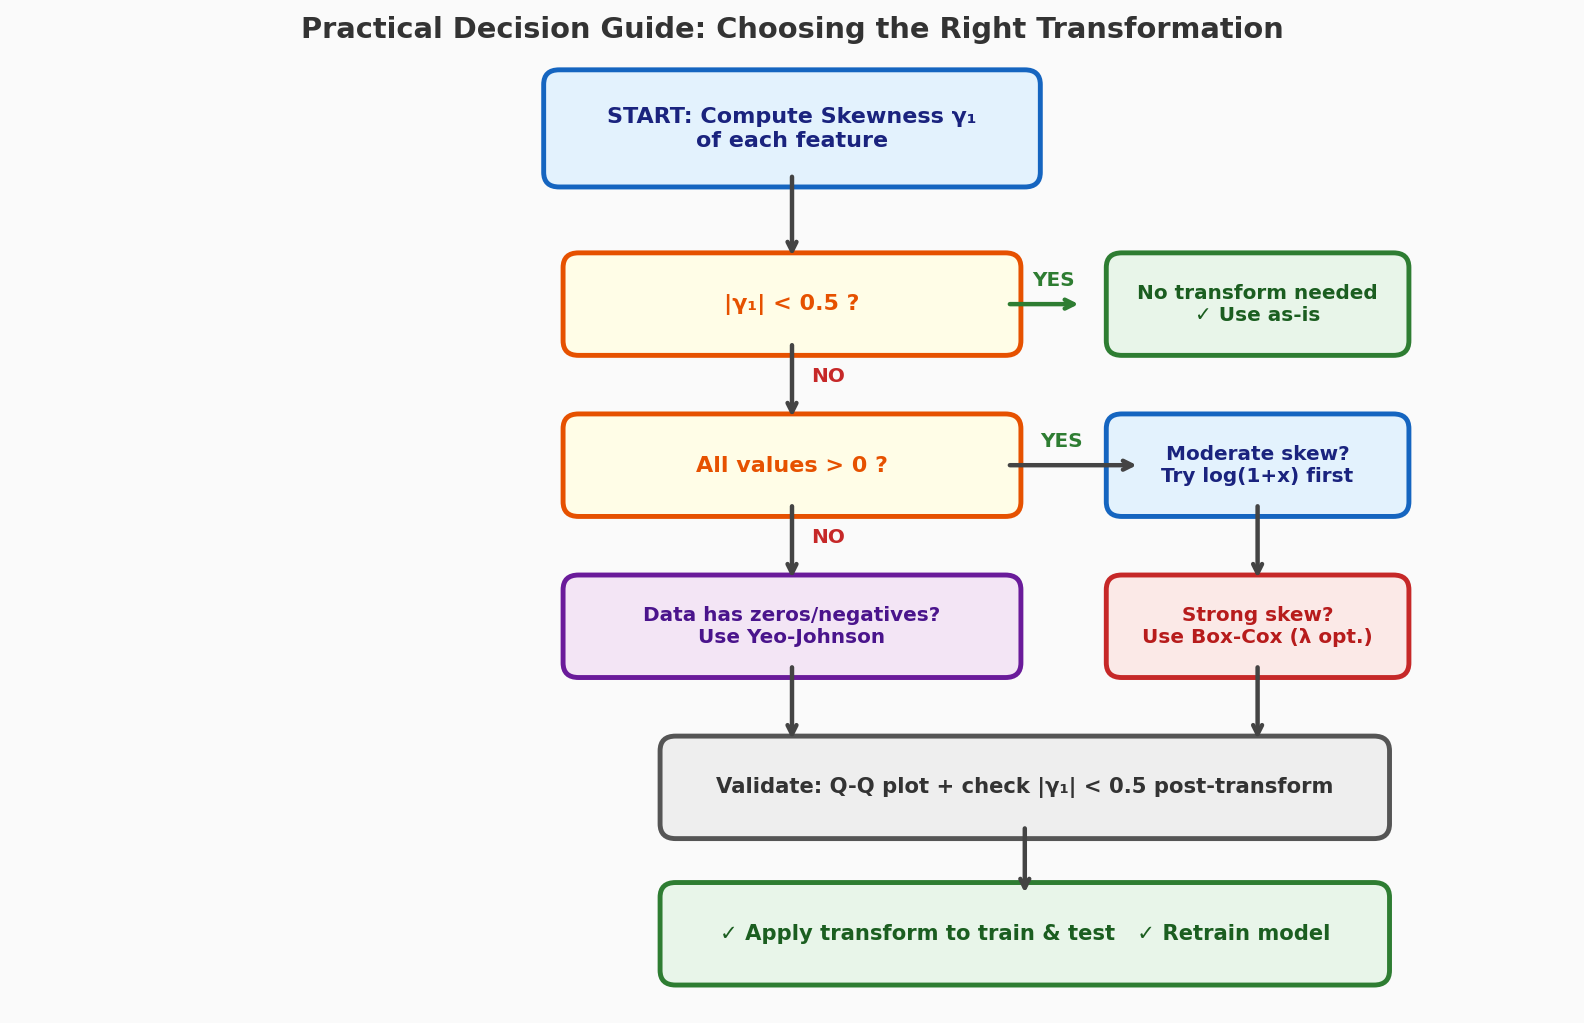 Practical Decision Guide: Choosing the Right Transformation
START: Compute Skewness γ₁
of each feature
|γ₁| < 0.5 ?
YES
No transform needed
✓ Use as-is
NO
All values > 0 ?
YES
Moderate skew?
Try log(1+x) first
NO
Data has zeros/negatives?
Use Yeo-Johnson
Strong skew?
Use Box-Cox (λ opt.)
Validate: Q-Q plot + check |γ₁| < 0.5 post-transform
✓ Apply transform to train & test   ✓ Retrain model